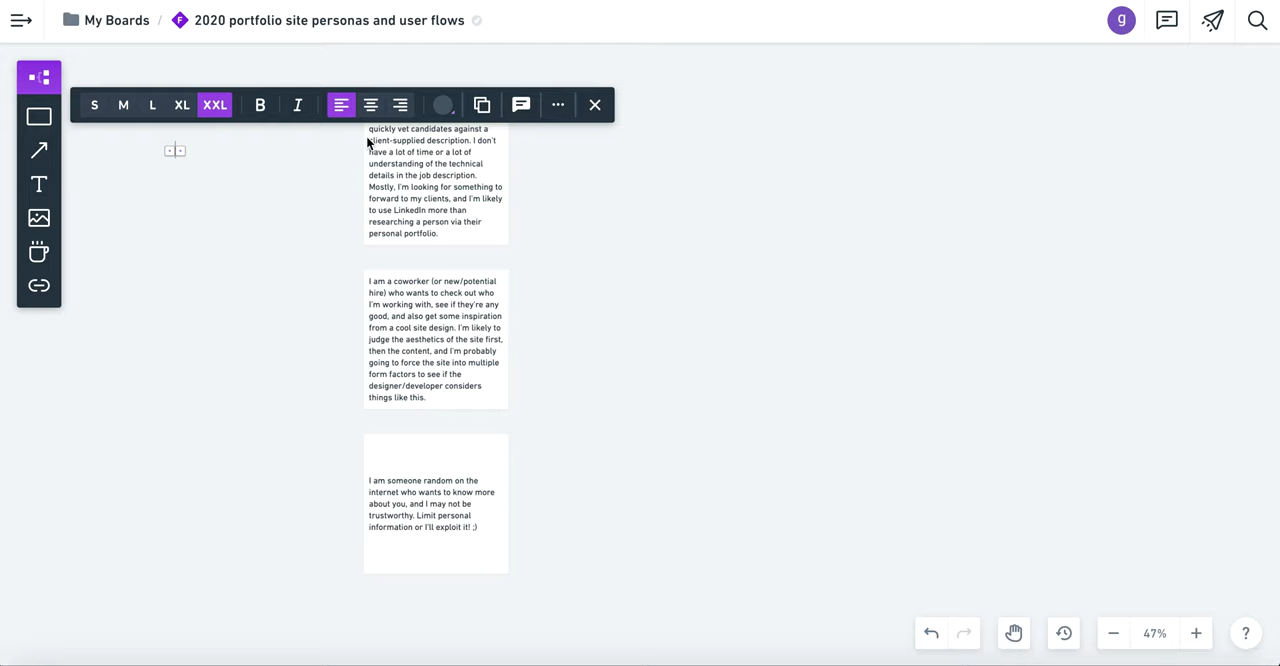 My Boards / 2020 portfolio site personas and user flows
g
S M L XL XXL B I
T
quickly vet candidates against a
client-supplied description. I don't
have a lot of time or a lot of
understanding of the technical
details in the job description.
Mostly, I'm looking for something to
forward to my clients, and I'm likely
to use LinkedIn more than
researching a person via their
personal portfolio.
I am a coworker (or new/potential
hire) who wants to check out who
I'm working with, see if they're any
good, and also get some inspiration
from a cool site design. I'm likely to
judge the aesthetics of the site first,
then the content, and I'm probably
going to force the site into multiple
form factors to see if the
designer/developer considers
things like this.
I am someone random on the
internet who wants to know more
about you, and I may not be
trustworthy. Limit personal
information or I'll exploit it! ;)
47%
?